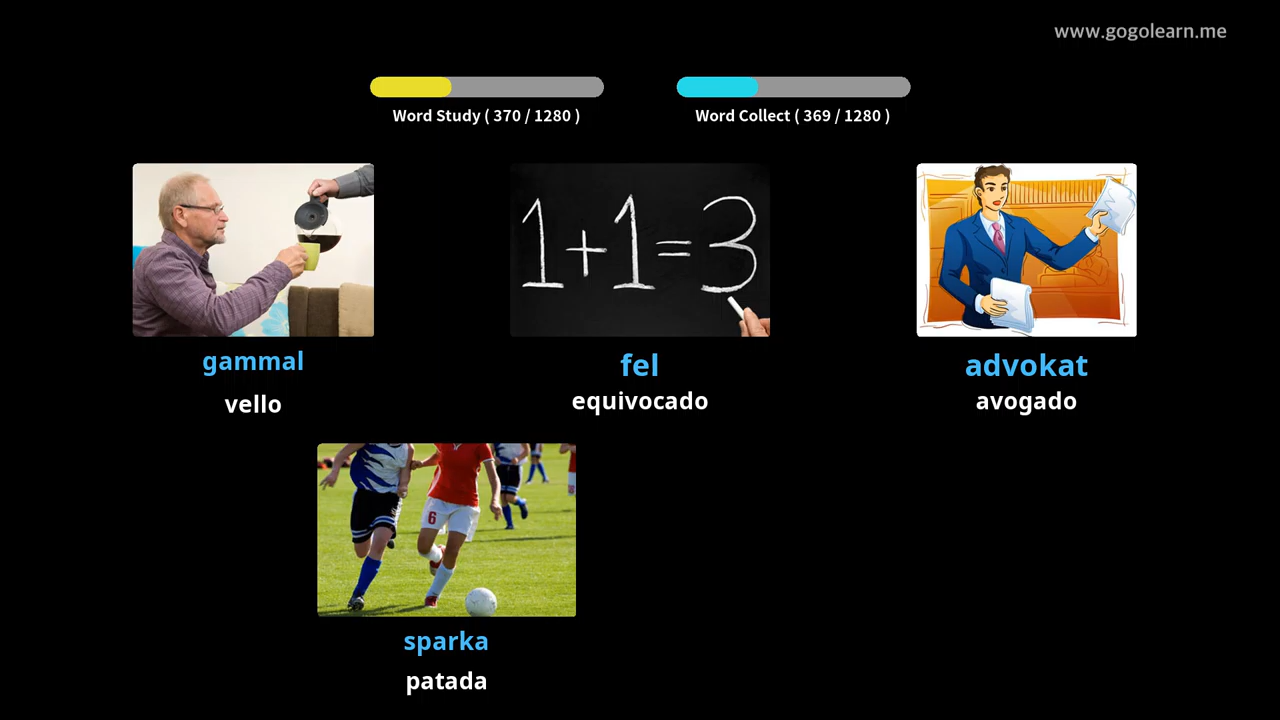 www.gogolearn.me
Word Study ( 370 / 1280 )
Word Collect ( 369 / 1280 )
1+1=3
gammal
vello
fel
equivocado
advokat
avogado
6
sparka
patada